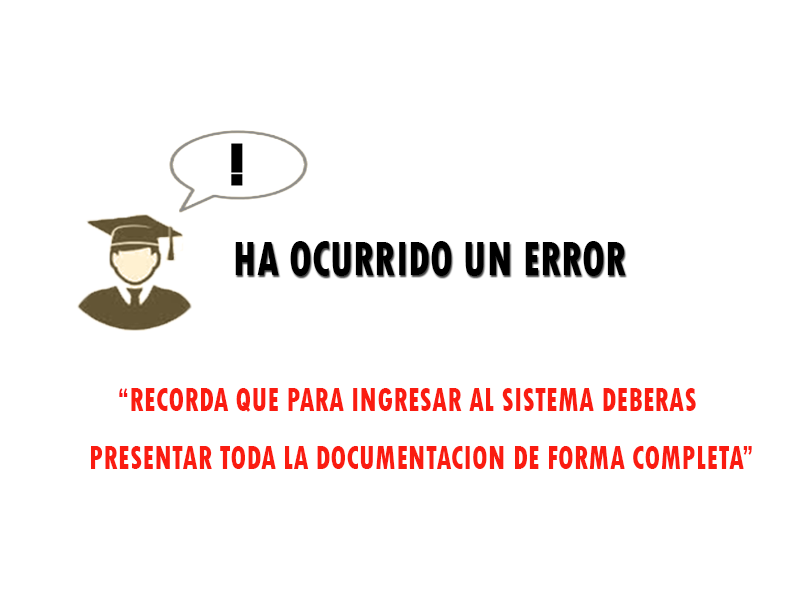 !
HA OCURRIDO UN ERROR
“RECORDA QUE PARA INGRESAR AL SISTEMA DEBERAS
PRESENTAR TODA LA DOCUMENTACION DE FORMA COMPLETA”